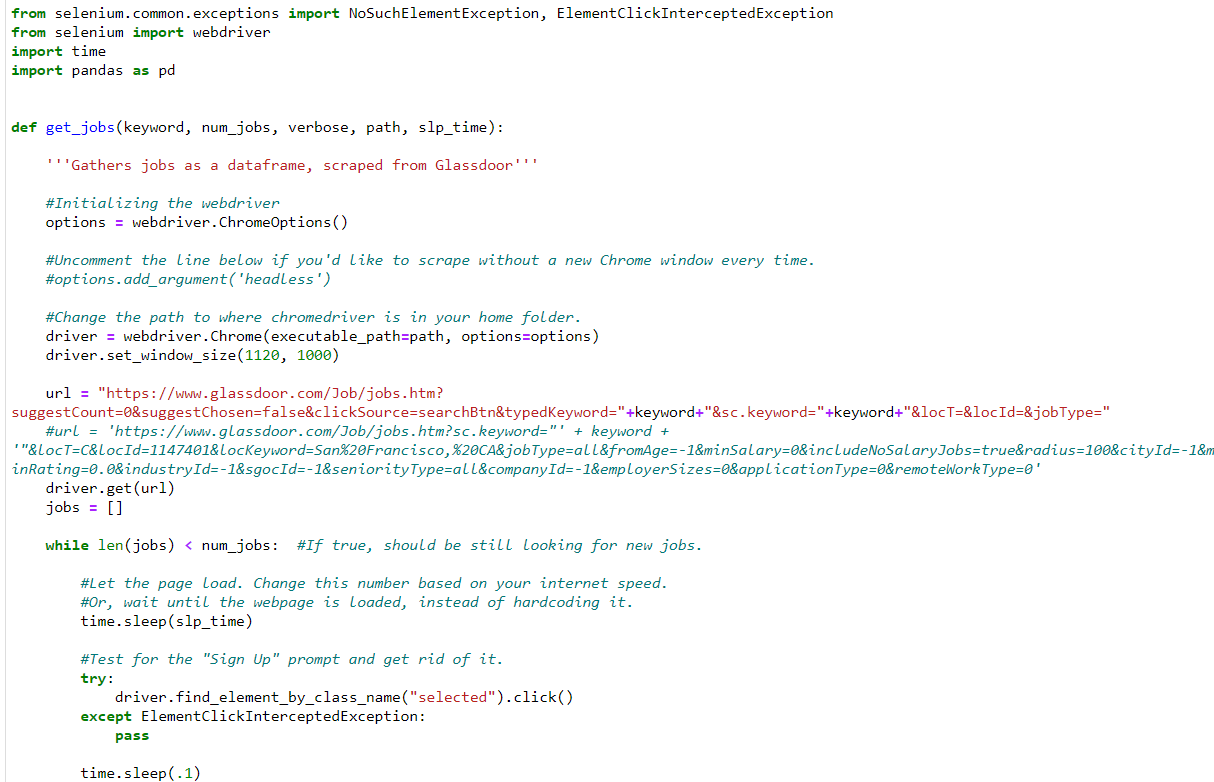 from selenium.common.exceptions import NoSuchElementException, ElementClickInterceptedException
from selenium import webdriver
import time
import pandas as pd
def get_jobs(keyword, num_jobs, verbose, path, slp_time):
'''Gathers jobs as a dataframe, scraped from Glassdoor'''
#Initializing the webdriver
options = webdriver.ChromeOptions()
#Uncomment the line below if you'd like to scrape without a new Chrome window every time.
#options.add_argument('headless')
#Change the path to where chromedriver is in your home folder.
driver = webdriver.Chrome(executable_path=path, options=options)
driver.set_window_size(1120, 1000)
url = "https://www.glassdoor.com/Job/jobs.htm?
suggestCount=0&suggestChosen=false&clickSource=searchBtn&typedKeyword="+keyword+"&sc.keyword="+keyword+"&locT=&locId=&jobType="
#url = 'https://www.glassdoor.com/Job/jobs.htm?sc.keyword="' + keyword +
'"&locT=C&locId=1147401&locKeyword=San%20Francisco,%20CA&jobType=all&fromAge=-1&minSalary=0&includeNoSalaryJobs=true&radius=100&cityId=-1&m
inRating=0.0&industryId=-1&sgocId=-1&seniorityType=all&companyId=-1&employerSizes=0&applicationType=0&remoteWorkType=0'
driver.get(url)
jobs = []
while len(jobs) < num_jobs:  #If true, should be still looking for new jobs.
#Let the page load. Change this number based on your internet speed.
#Or, wait until the webpage is loaded, instead of hardcoding it.
time.sleep(slp_time)
#Test for the "Sign Up" prompt and get rid of it.
try:
driver.find_element_by_class_name("selected").click()
except ElementClickInterceptedException:
pass
time.sleep(.1)